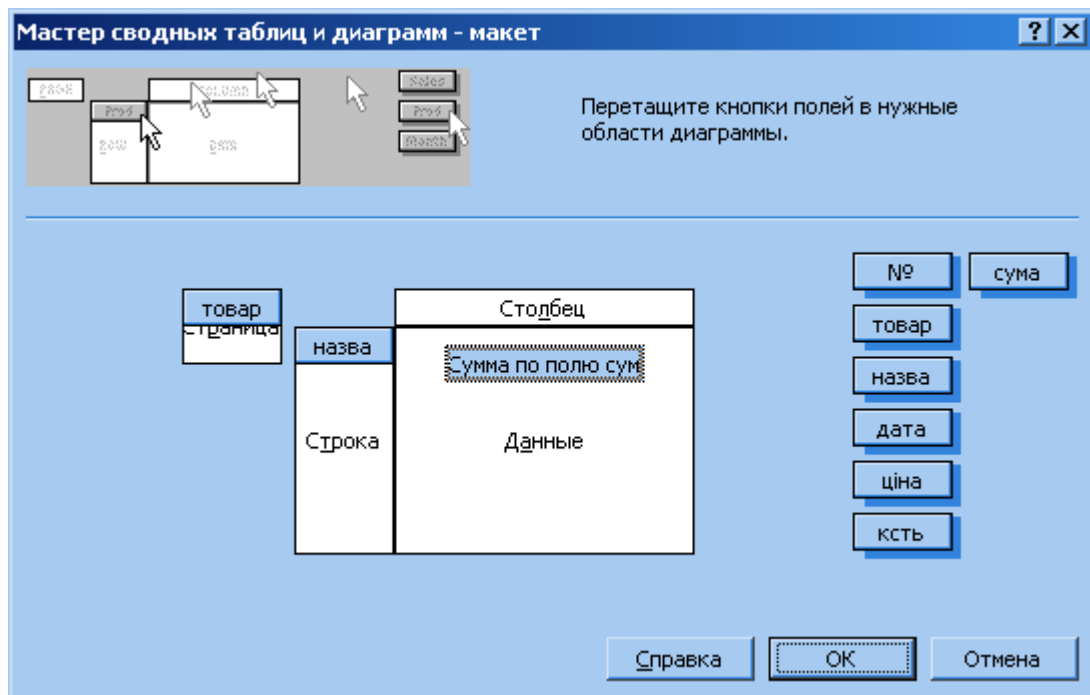 Мастер сводных таблиц и диаграмм - макет
Перетащите кнопки полей в нужные
области диаграммы.
№ сума
товар
Столбец
товар
Страница
назва
Сумма по полю сум
назва
Строка
Данные
дата
ціна
ксть
Справка
ОК
Отмена